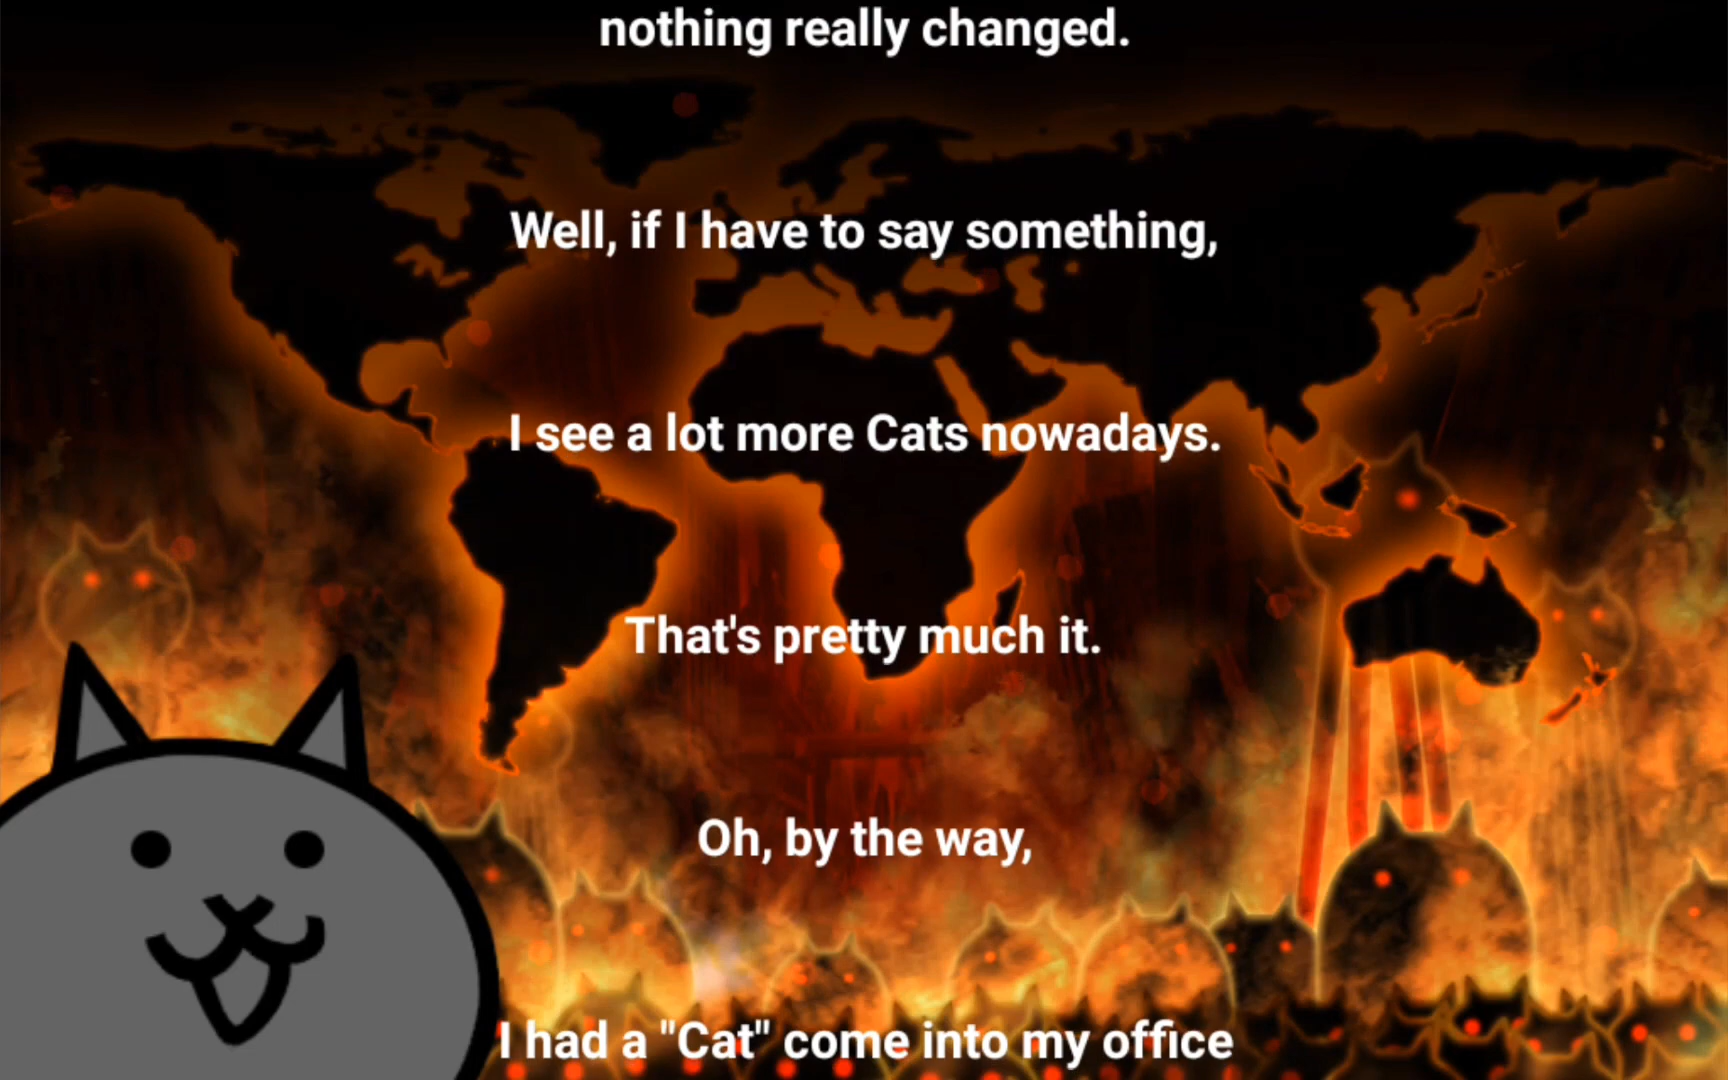 nothing really changed.
Well, if I have to say something,
I see a lot more Cats nowadays.
That's pretty much it.
Oh, by the way,
I had a "Cat" come into my office